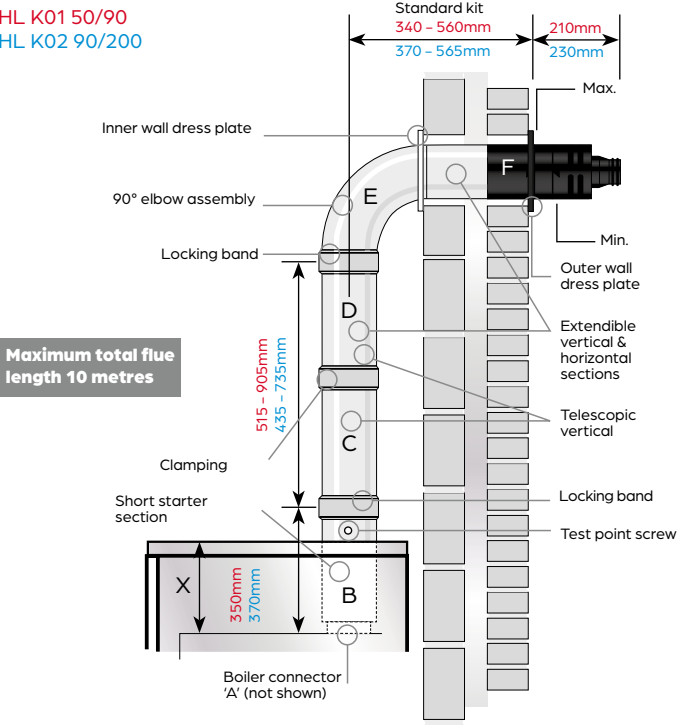 HL K01 50/90
HL K02 90/200
Standard kit
340 - 560mm
370 - 565mm
210mm
230mm
Max.
Inner wall dress plate
F
E
90° elbow assembly
Min.
Locking band
Outer wall
dress plate
D
Extendible
vertical &
horizontal
sections
Maximum total flue
length 10 metres
515 - 905mm
435 - 735mm
Telescopic
vertical
C
Clamping
Short starter
section
Locking band
Test point screw
X
350mm
370mm
B
Boiler connector
'A' (not shown)